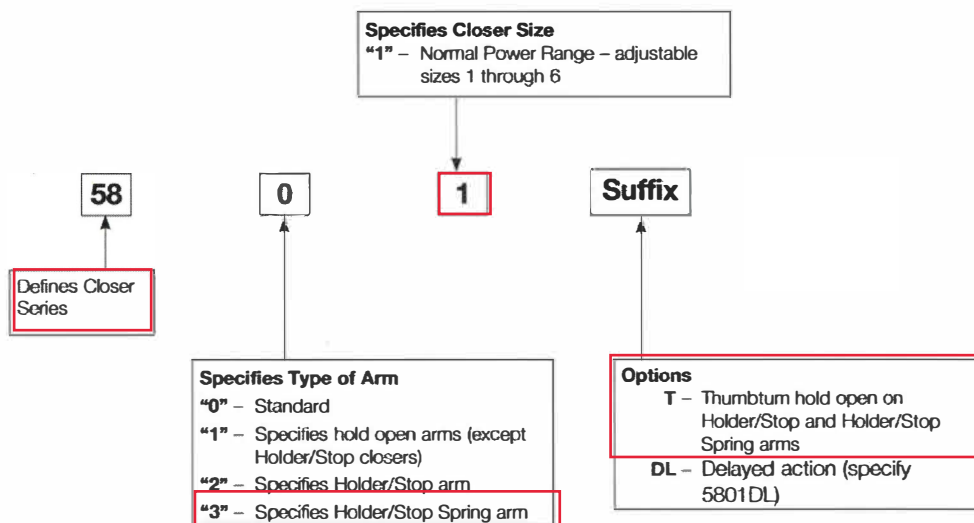 Specifies Closer Size
“1” – Normal Power Range – adjustable
sizes 1 through 6
58
0
1
Suffix
Defines Closer
Series
Specifies Type of Arm
“0” – Standard
“1” – Specifies hold open arms (except
Holder/Stop closers)
“2” – Specifies Holder/Stop arm
“3” – Specifies Holder/Stop Spring arm
Options
T – Thumbtum hold open on
Holder/Stop and Holder/Stop
Spring arms
DL – Delayed action (specify
5801DL)